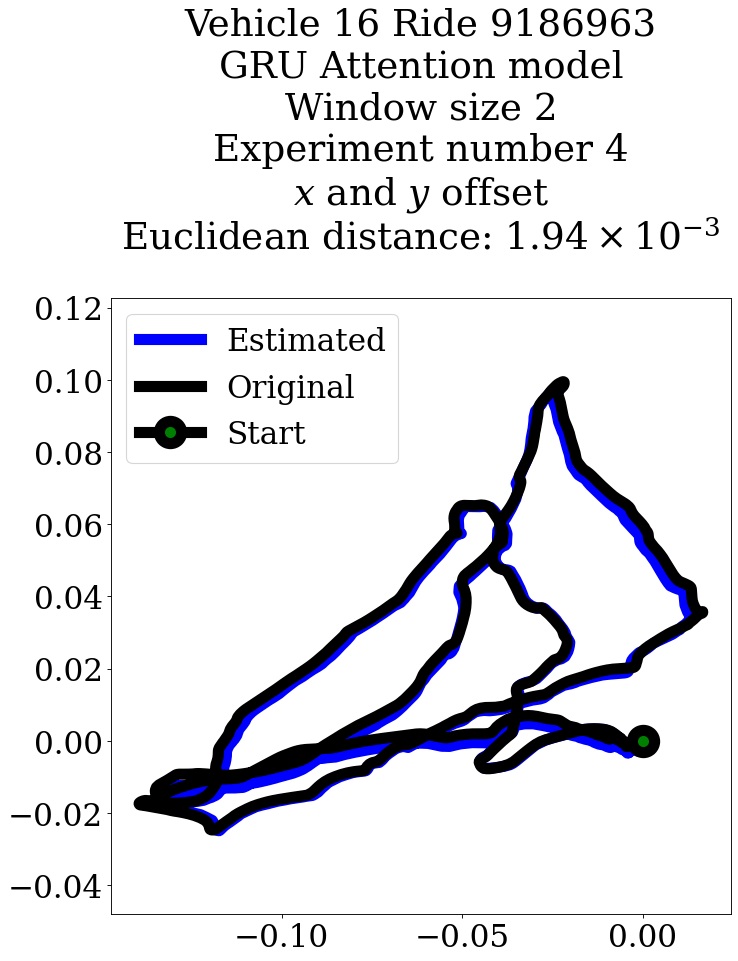 Vehicle 16 Ride 9186963
GRU Attention model
Window size 2
Experiment number 4
x and y offset
Euclidean distance: 1.94 × 10⁻³
0.12
0.10
0.08
0.06
0.04
0.02
0.00
−0.02
−0.04
Estimated
Original
Start
−0.10
−0.05
0.00